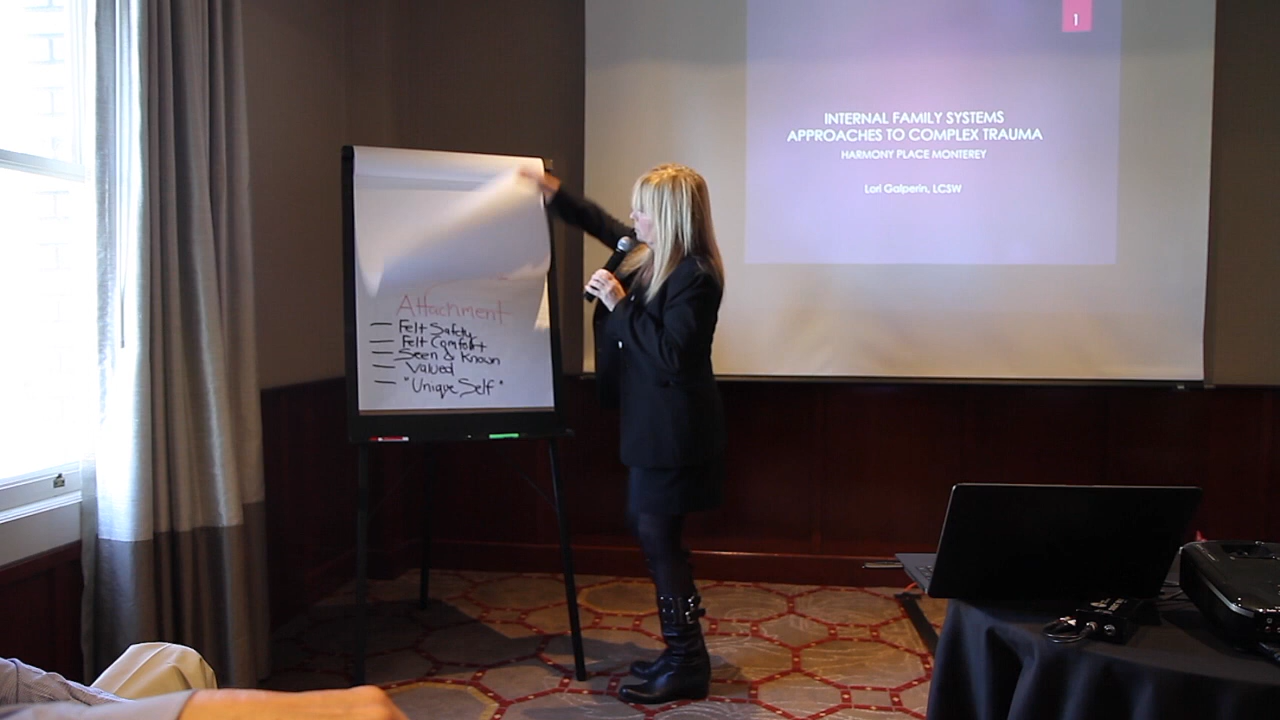 1
INTERNAL FAMILY SYSTEMS
APPROACHES TO COMPLEX TRAUMA
HARMONY PLACE MONTEREY
Lori Galperin, LCSW
Attachment
— Felt Safety
— Felt Comfort
— Seen & Known
— Valued
— "Unique Self"